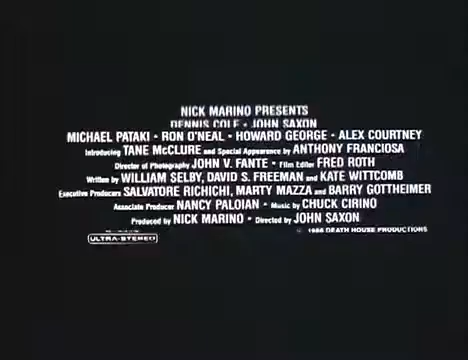 NICK MARINO PRESENTS
DENNIS COLE • JOHN SAXON
MICHAEL PATAKI • RON O'NEAL • HOWARD GEORGE • ALEX COURTNEY
Introducing TANE McCLURE and Special Appearance by ANTHONY FRANCIOSA
Director of Photography JOHN V. FANTE • Film Editor FRED ROTH
Written by WILLIAM SELBY, DAVID S. FREEMAN and KATE WITTCOMB
Executive Producers SALVATORE RICHICHI, MARTY MAZZA and BARRY GOTTHEIMER
Associate Producer NANCY PALOIAN • Music by CHUCK CIRINO
Produced by NICK MARINO • Directed by JOHN SAXON
ULTRA-STEREO © 1988 DEATH HOUSE PRODUCTIONS